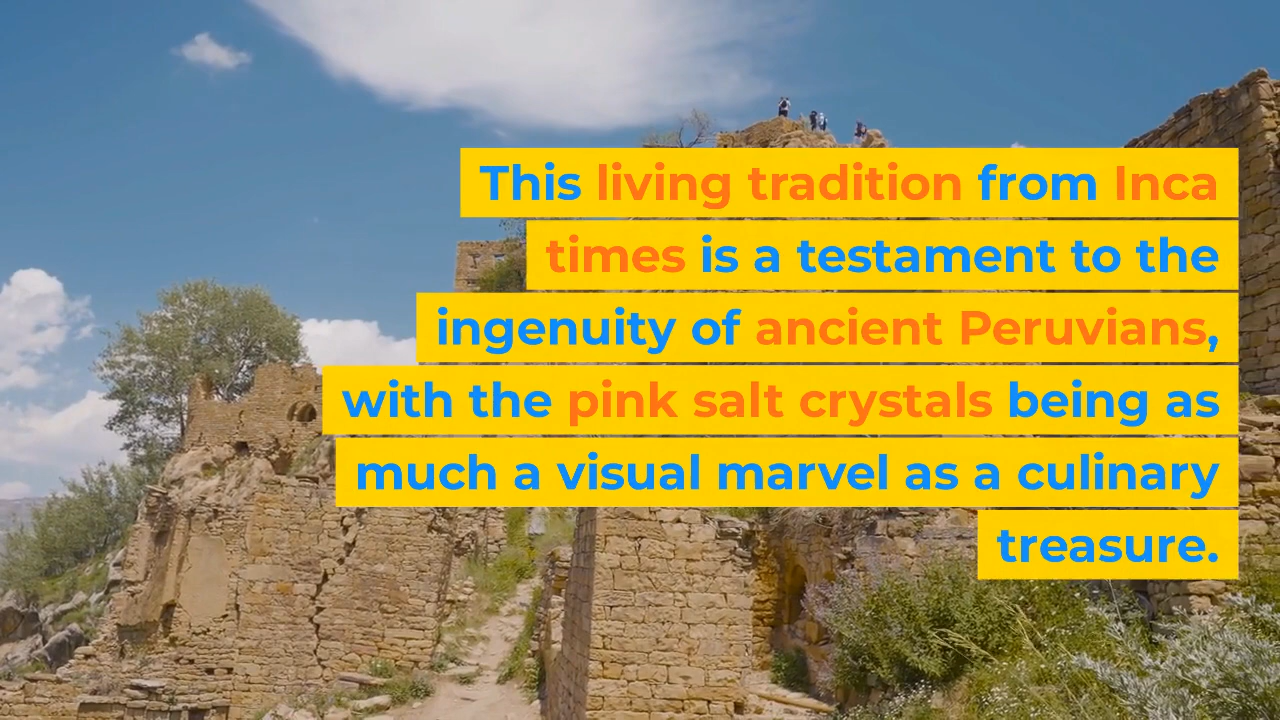 This living tradition from Inca
times is a testament to the
ingenuity of ancient Peruvians,
with the pink salt crystals being as
much a visual marvel as a culinary
treasure.